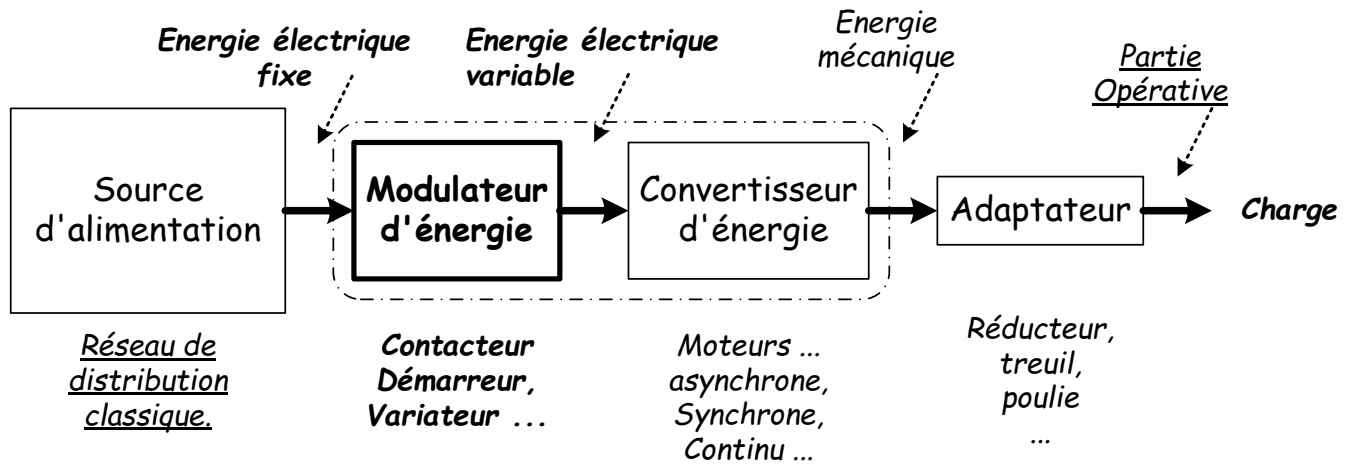 Energie électrique
fixe
Energie électrique
variable
Energie
mécanique
Partie
Opérative
Source
d'alimentation
Modulateur
d'énergie
Convertisseur
d'énergie
Adaptateur
Charge
Réseau de
distribution
classique.
Contacteur
Démarreur,
Variateur ...
Moteurs ...
asynchrone,
Synchrone,
Continu ...
Réducteur,
treuil,
poulie
...